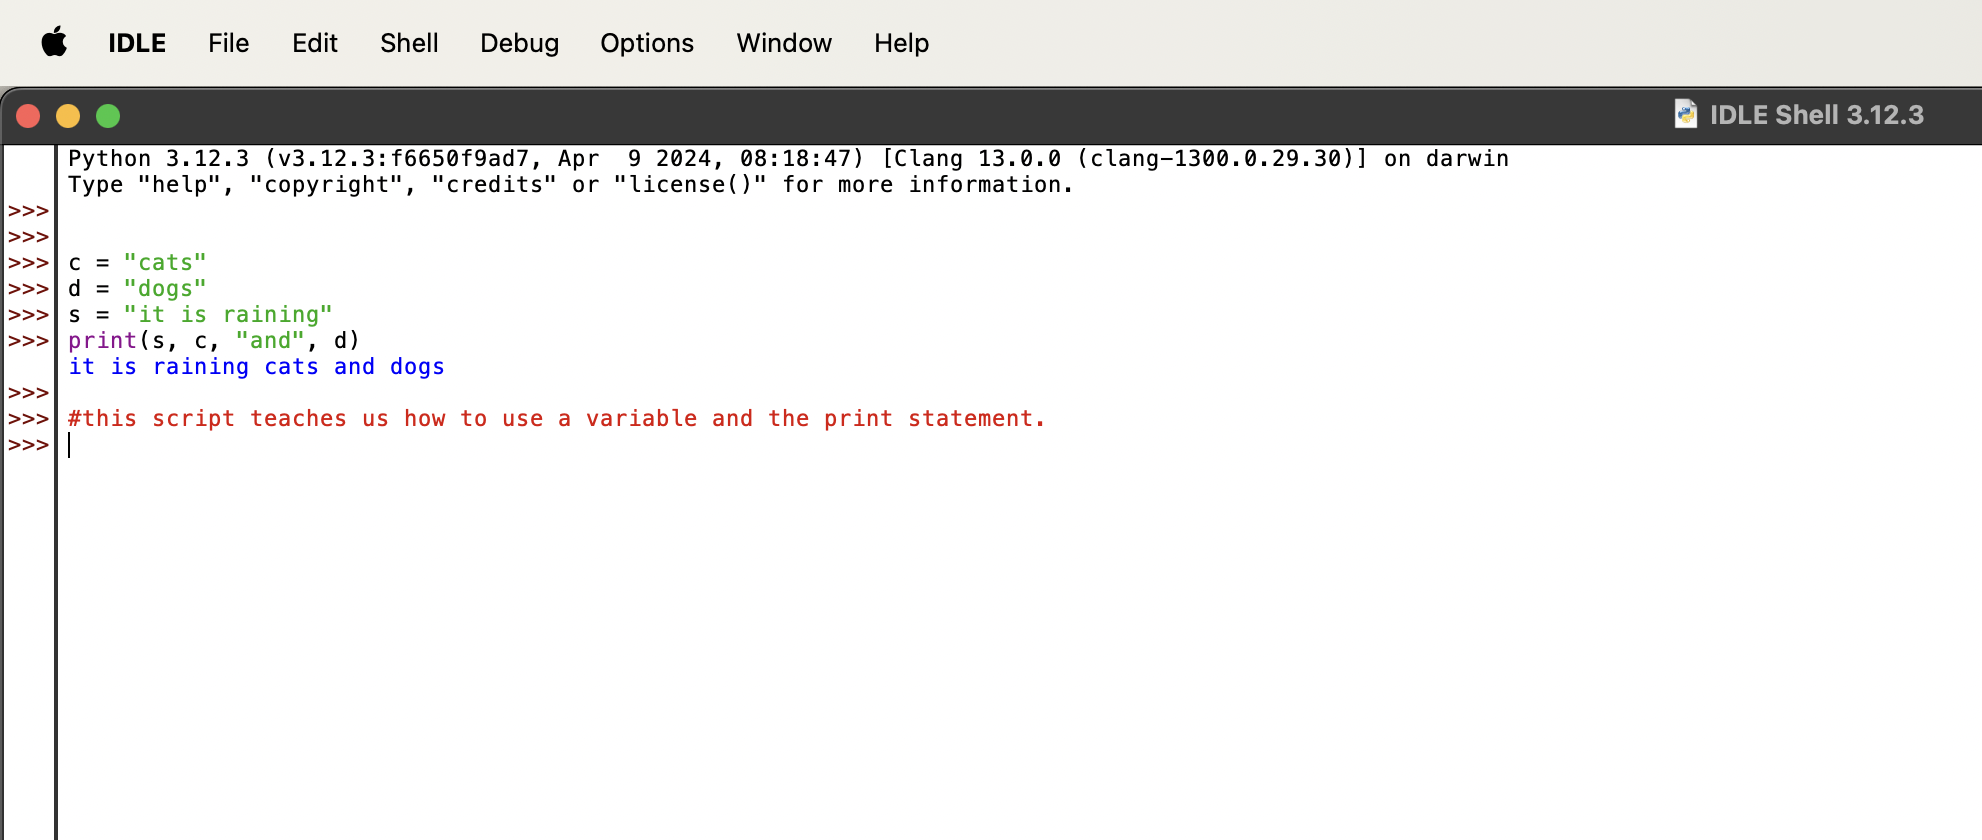 IDLE File Edit Shell Debug Options Window Help
IDLE Shell 3.12.3
Python 3.12.3 (v3.12.3:f6650f9ad7, Apr  9 2024, 08:18:47) [Clang 13.0.0 (clang-1300.0.29.30)] on darwin
Type "help", "copyright", "credits" or "license()" for more information.
>>>
>>>
>>> c = "cats"
>>> d = "dogs"
>>> s = "it is raining"
>>> print(s, c, "and", d)
it is raining cats and dogs
>>>
>>> #this script teaches us how to use a variable and the print statement.
>>>